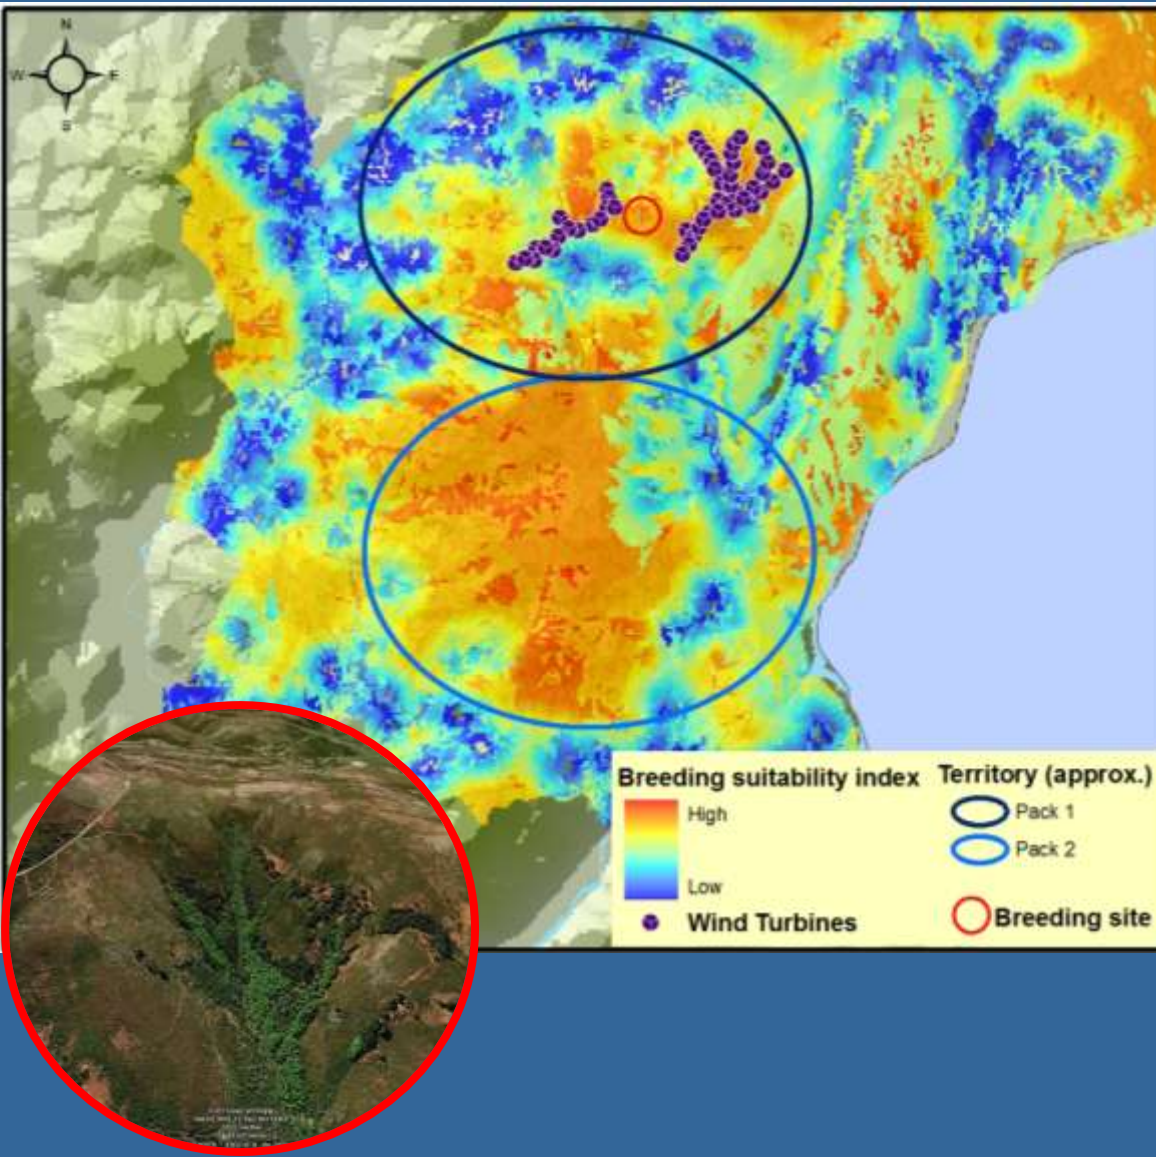 N
W E
S
Breeding suitability index
High
Low
Wind Turbines
Territory (approx.)
Pack 1
Pack 2
Breeding site